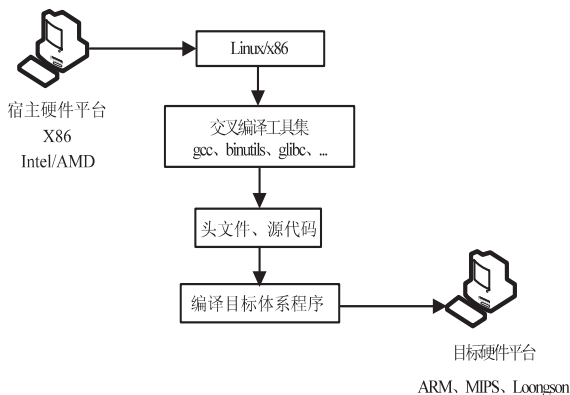 Linux/x86
宿主硬件平台
X86
Intel/AMD
交叉编译工具集
gcc、binutils、glibc、...
头文件、源代码
编译目标体系程序
目标硬件平台
ARM、MIPS、Loongson